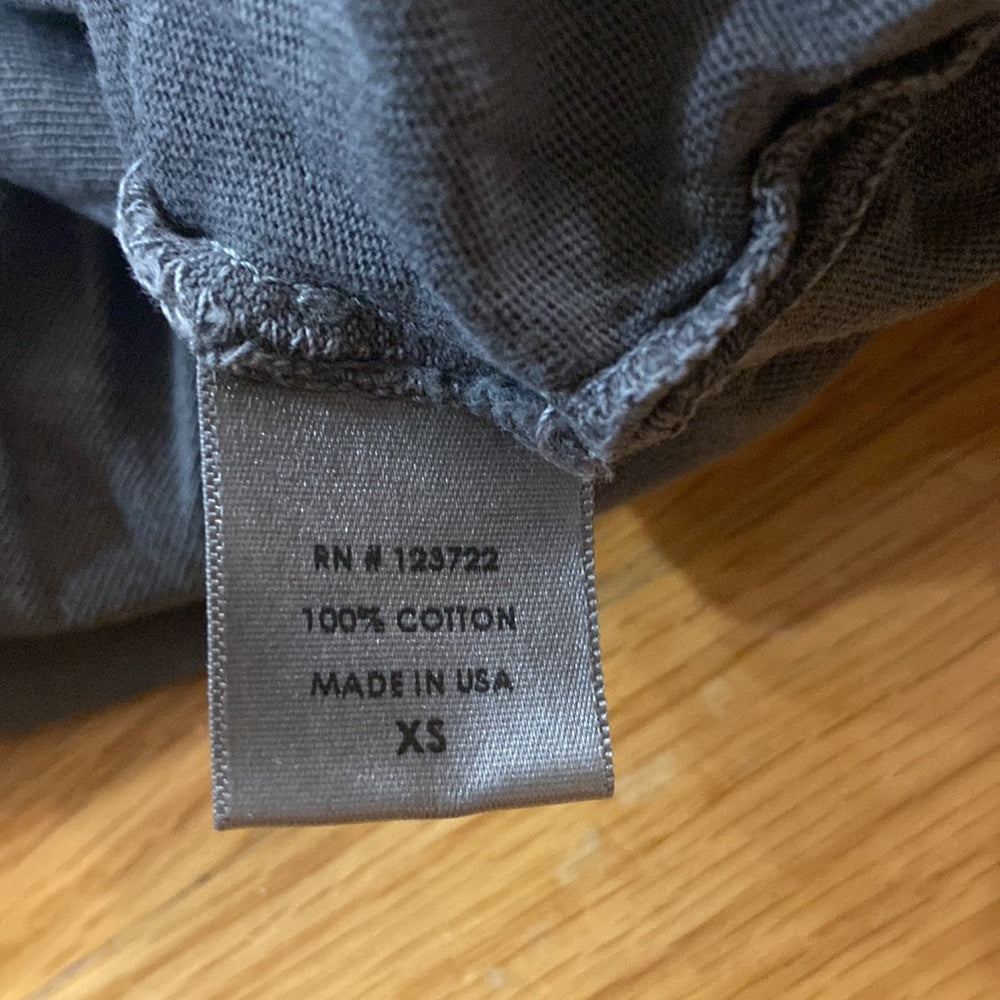 RN # 123722
100% COTTON
MADE IN USA
XS